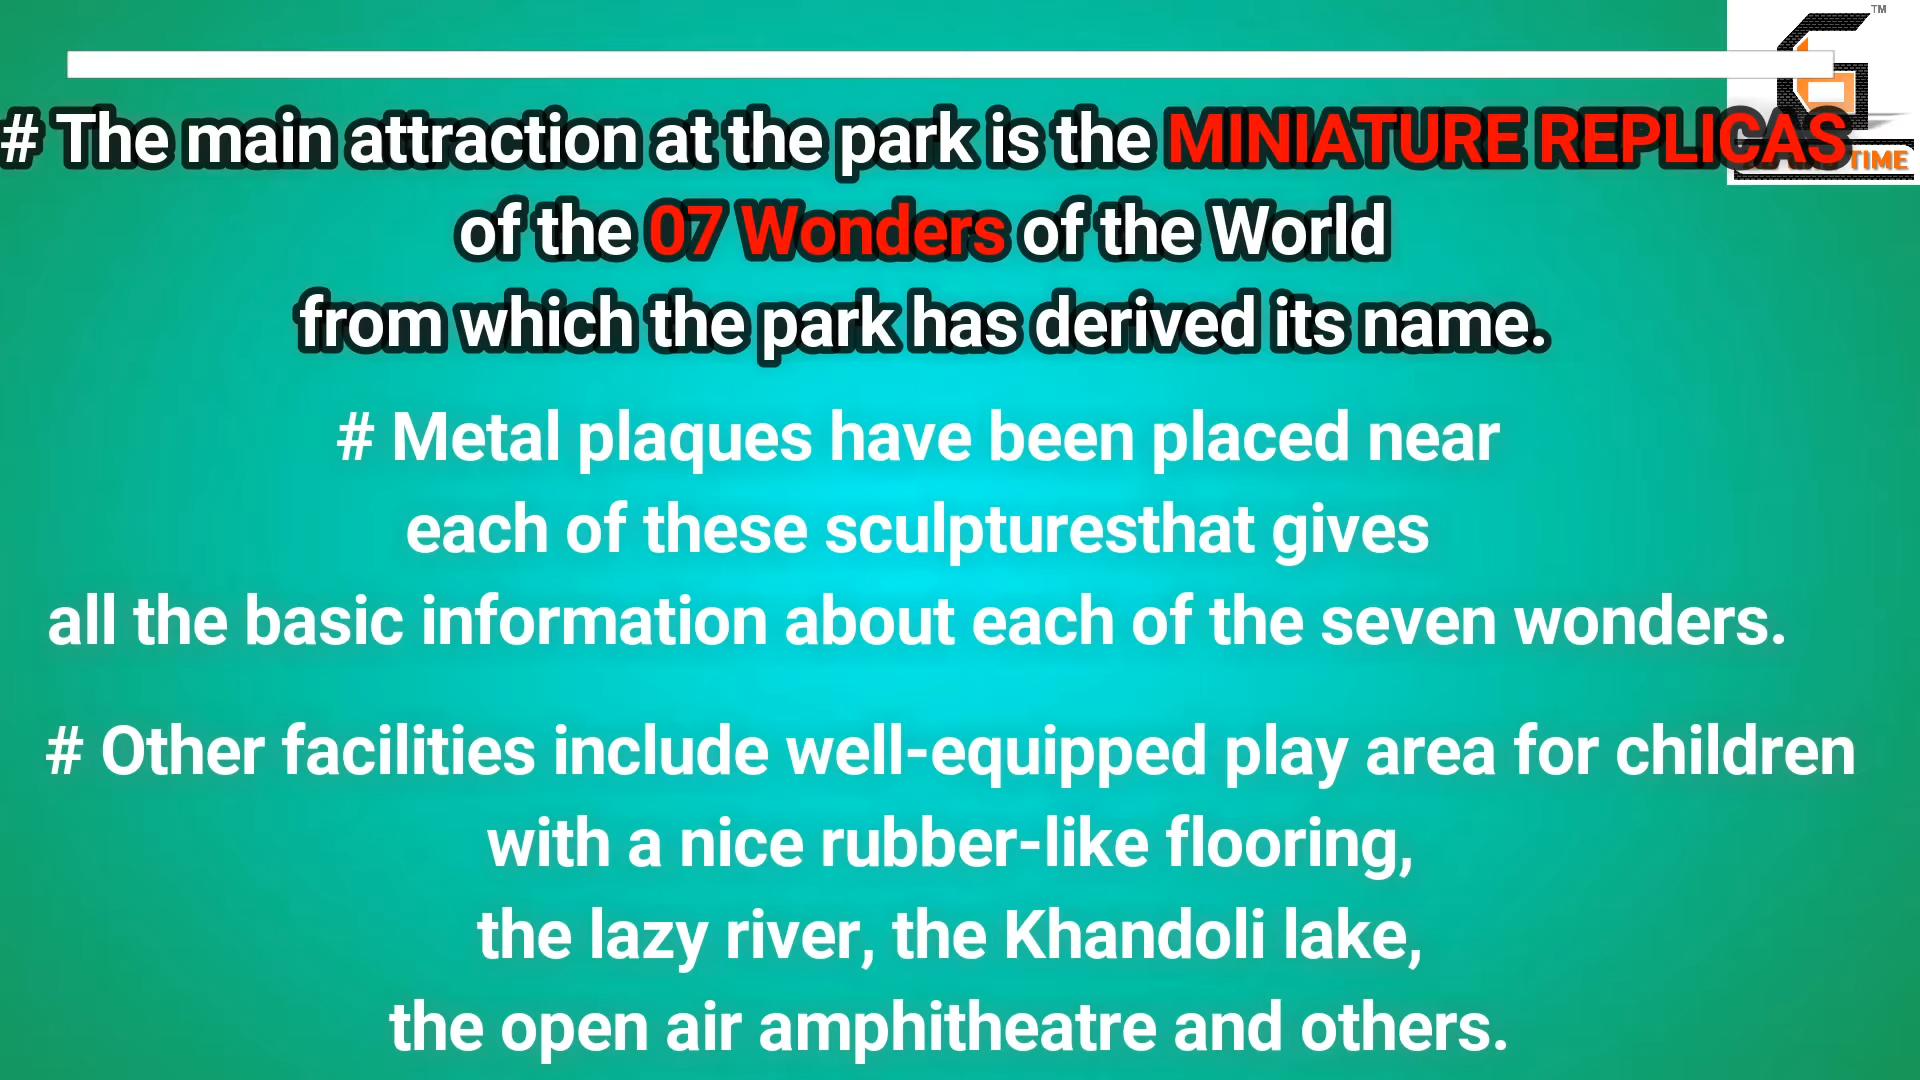 TM
# The main attraction at the park is the MINIATURE REPLICAS
TIME
of the 07 Wonders of the World
from which the park has derived its name.
# Metal plaques have been placed near
each of these sculpturesthat gives
all the basic information about each of the seven wonders.
# Other facilities include well-equipped play area for children
with a nice rubber-like flooring,
the lazy river, the Khandoli lake,
the open air amphitheatre and others.